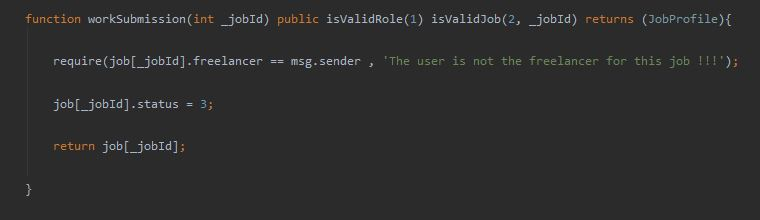 function workSubmission(int _jobId) public isValidRole(1) isValidJob(2, _jobId) returns (JobProfile){
require(job[_jobId].freelancer == msg.sender , 'The user is not the freelancer for this job !!!');
job[_jobId].status = 3;
return job[_jobId];
}